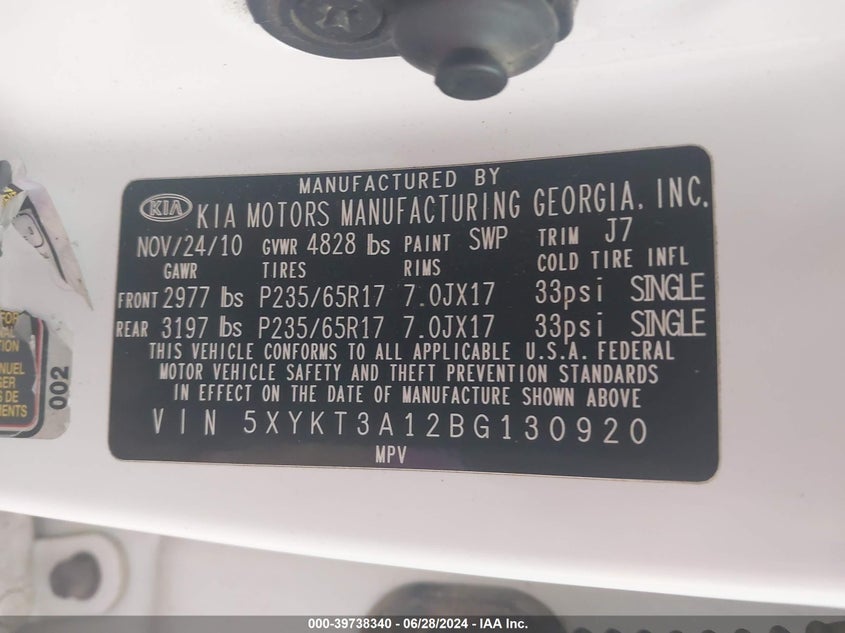 MANUFACTURED BY
KIA KIA MOTORS MANUFACTURING GEORGIA, INC.
NOV/24/10 GVWR 4828 lbs PAINT SWP TRIM J7
GAWR TIRES RIMS COLD TIRE INFL
FRONT 2977 lbs P235/65R17 7.0JX17 33psi SINGLE
REAR 3197 lbs P235/65R17 7.0JX17 33psi SINGLE
THIS VEHICLE CONFORMS TO ALL APPLICABLE U.S.A. FEDERAL
MOTOR VEHICLE SAFETY AND THEFT PREVENTION STANDARDS
IN EFFECT ON THE DATE OF MANUFACTURE SHOWN ABOVE
VIN 5XYKT3A12BG130920
MPV
FOR
002
000-39738340 - 06/28/2024 - IAA Inc.